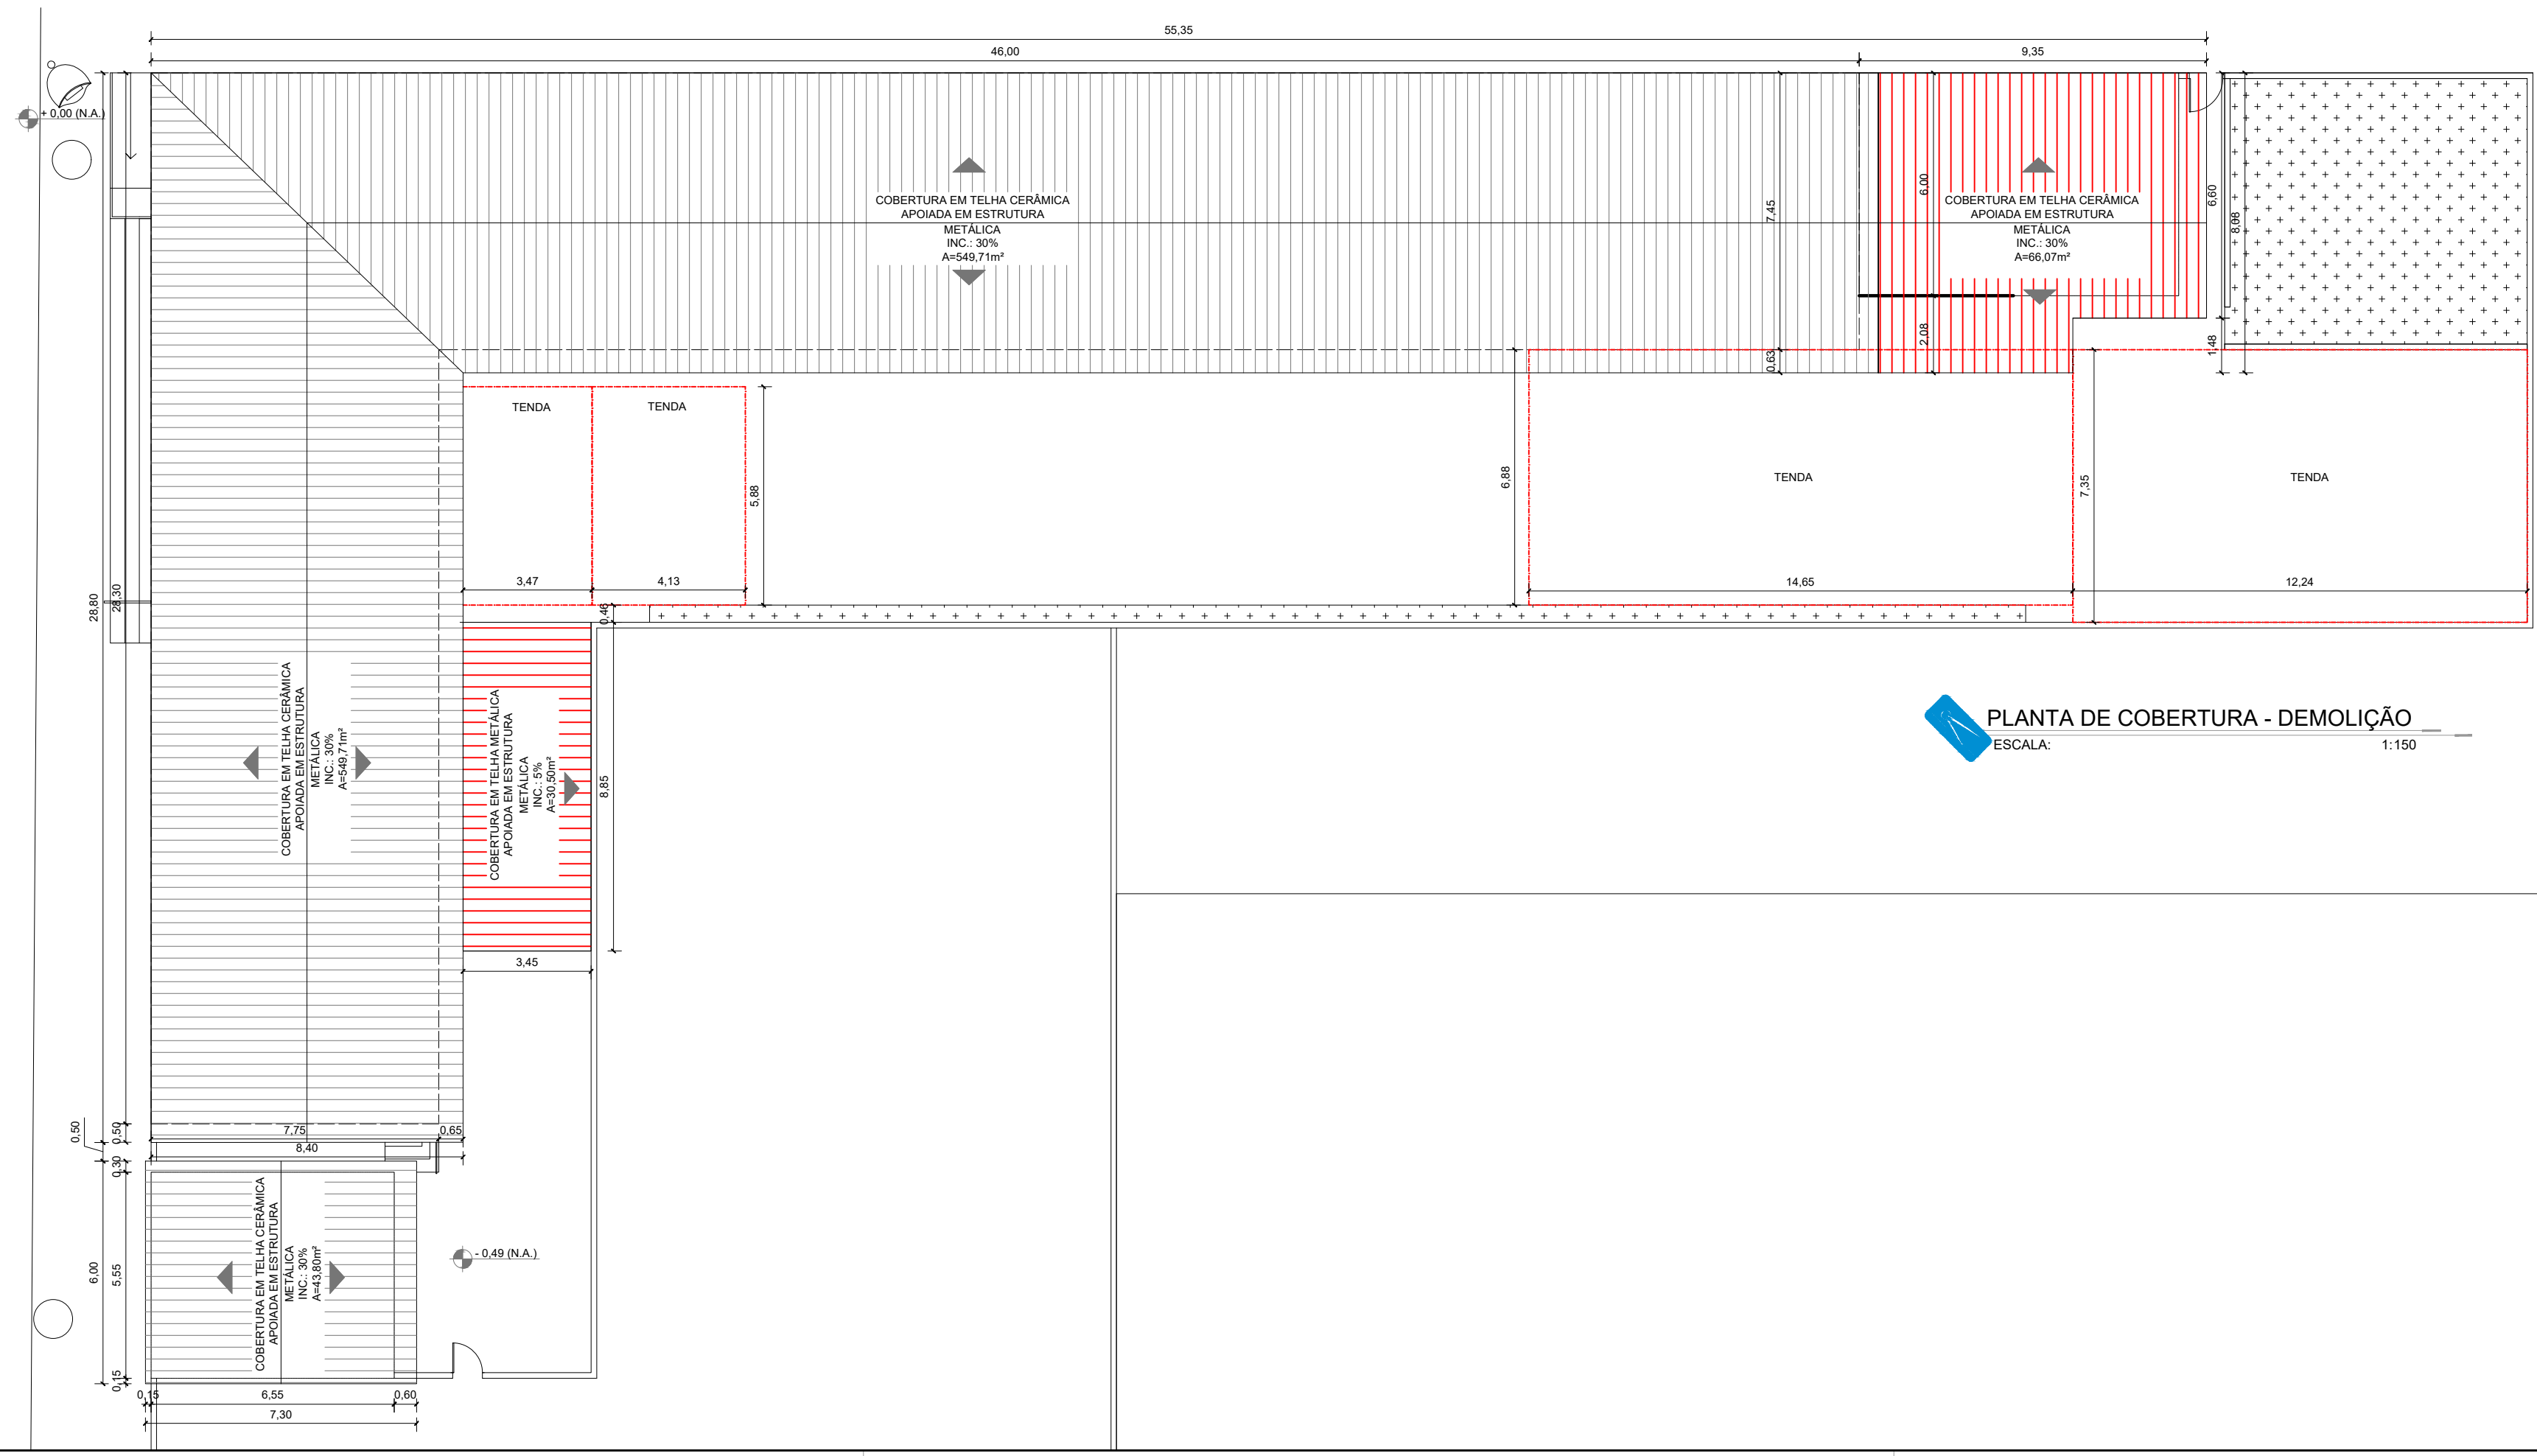 55,35
46,00
9,35
+ 0,00 (N.A.)
COBERTURA EM TELHA CERÂMICA
APOIADA EM ESTRUTURA
METÁLICA
INC.: 30%
A=549,71m²
7,45
0,63
6,00
2,08
COBERTURA EM TELHA CERÂMICA
APOIADA EM ESTRUTURA
METÁLICA
INC.: 30%
A=66,07m²
6,60
8,08
1,48
TENDA
TENDA
5,88
6,88
TENDA
7,35
TENDA
3,47
4,13
14,65
12,24
28,80
28,30
0,46
COBERTURA EM TELHA CERÂMICA
APOIADA EM ESTRUTURA
METÁLICA
INC.: 30%
A=549,71m²
COBERTURA EM TELHA METÁLICA
APOIADA EM ESTRUTURA
METÁLICA
INC.: 5%
A=30,50m²
8,85
PLANTA DE COBERTURA - DEMOLIÇÃO
ESCALA:
1:150
3,45
0,50
0,50
7,75
0,65
8,40
0,30
COBERTURA EM TELHA CERÂMICA
APOIADA EM ESTRUTURA
METÁLICA
INC.: 30%
A=43,80m²
- 0,49 (N.A.)
6,00
5,55
0,15
0,15
6,55
0,60
7,30